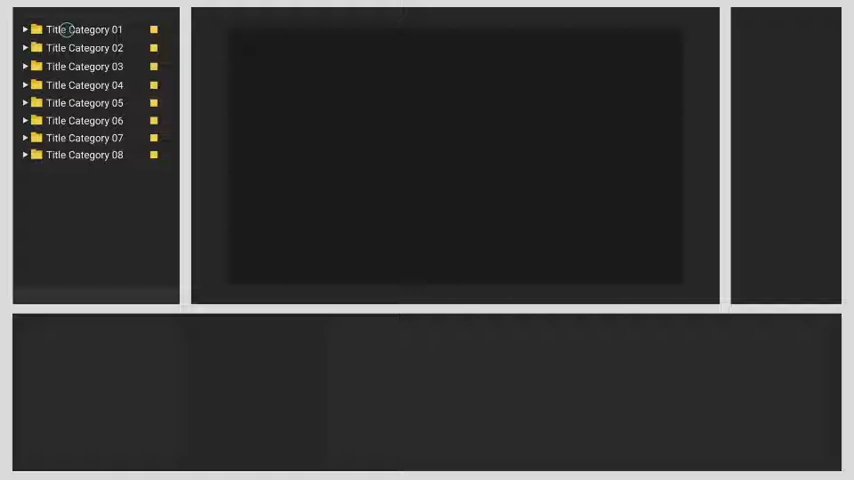 Title Category 01
Title Category 02
Title Category 03
Title Category 04
Title Category 05
Title Category 06
Title Category 07
Title Category 08